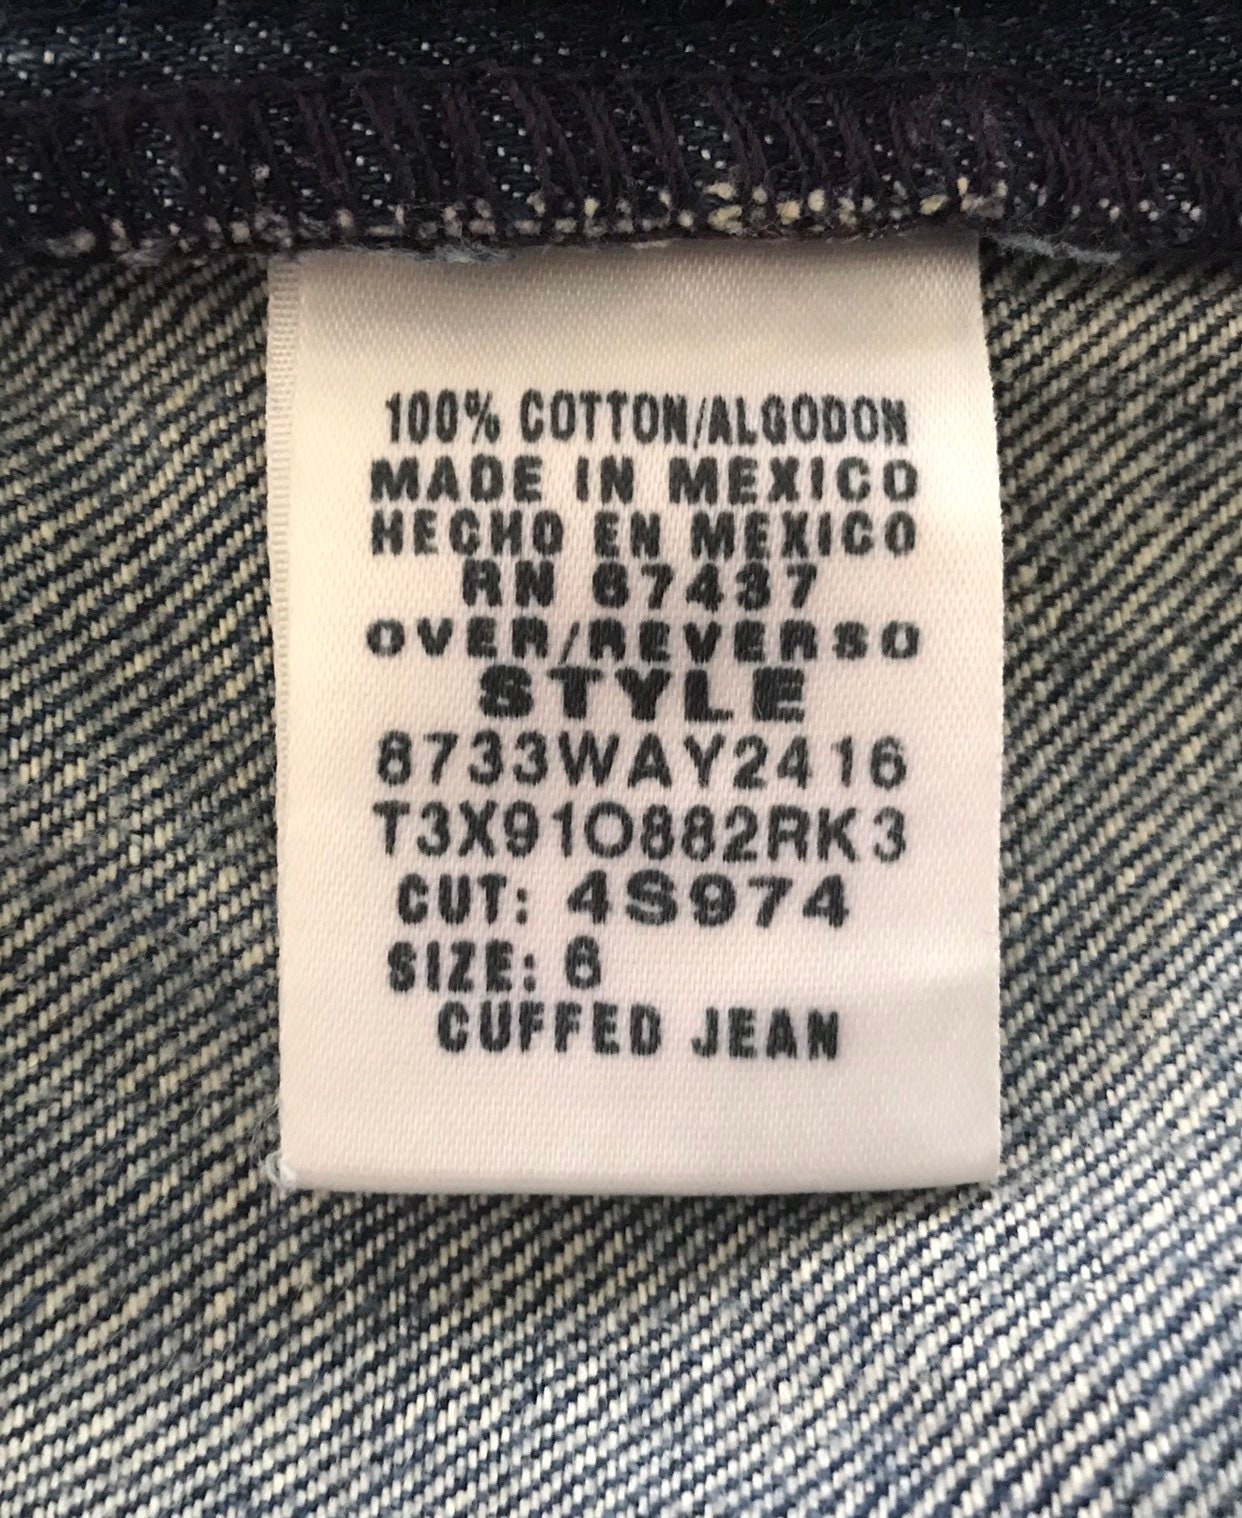 100% COTTON/ALGODON
MADE IN MEXICO
HECHO EN MEXICO
RN 67437
OVER/REVERSO
STYLE
8733WAY2416
T3X91O882RK3
CUT: 4S974
SIZE: 6
CUFFED JEAN